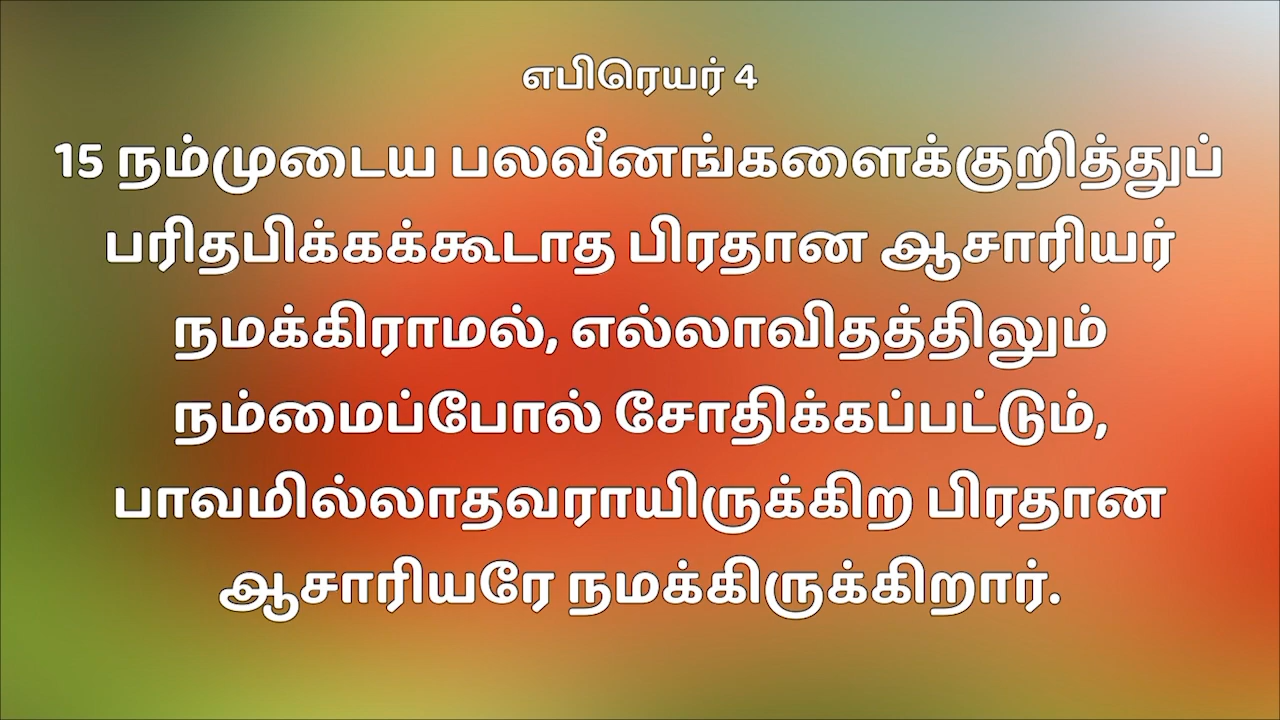 எபிரெயர் 4
15 நம்முடைய பலவீனங்களைக்குறித்துப்
பரிதபிக்கக்கூடாத பிரதான ஆசாரியர்
நமக்கிராமல், எல்லாவிதத்திலும்
நம்மைப்போல் சோதிக்கப்பட்டும்,
பாவமில்லாதவராயிருக்கிற பிரதான
ஆசாரியரே நமக்கிருக்கிறார்.